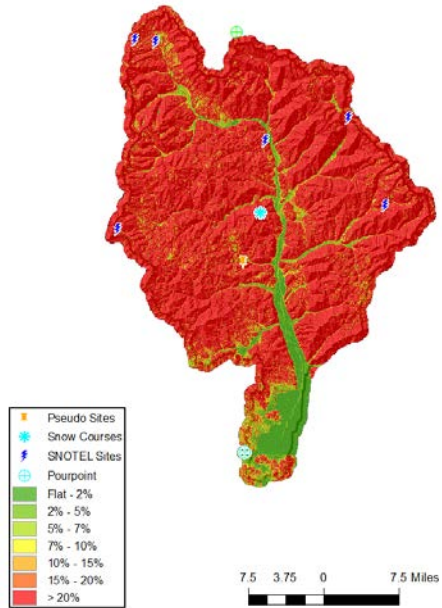 Pseudo Sites
Snow Courses
SNOTEL Sites
Pourpoint
Flat - 2%
2% - 5%
5% - 7%
7% - 10%
10% - 15%
15% - 20%
> 20%
7.5 3.75 0 7.5 Miles